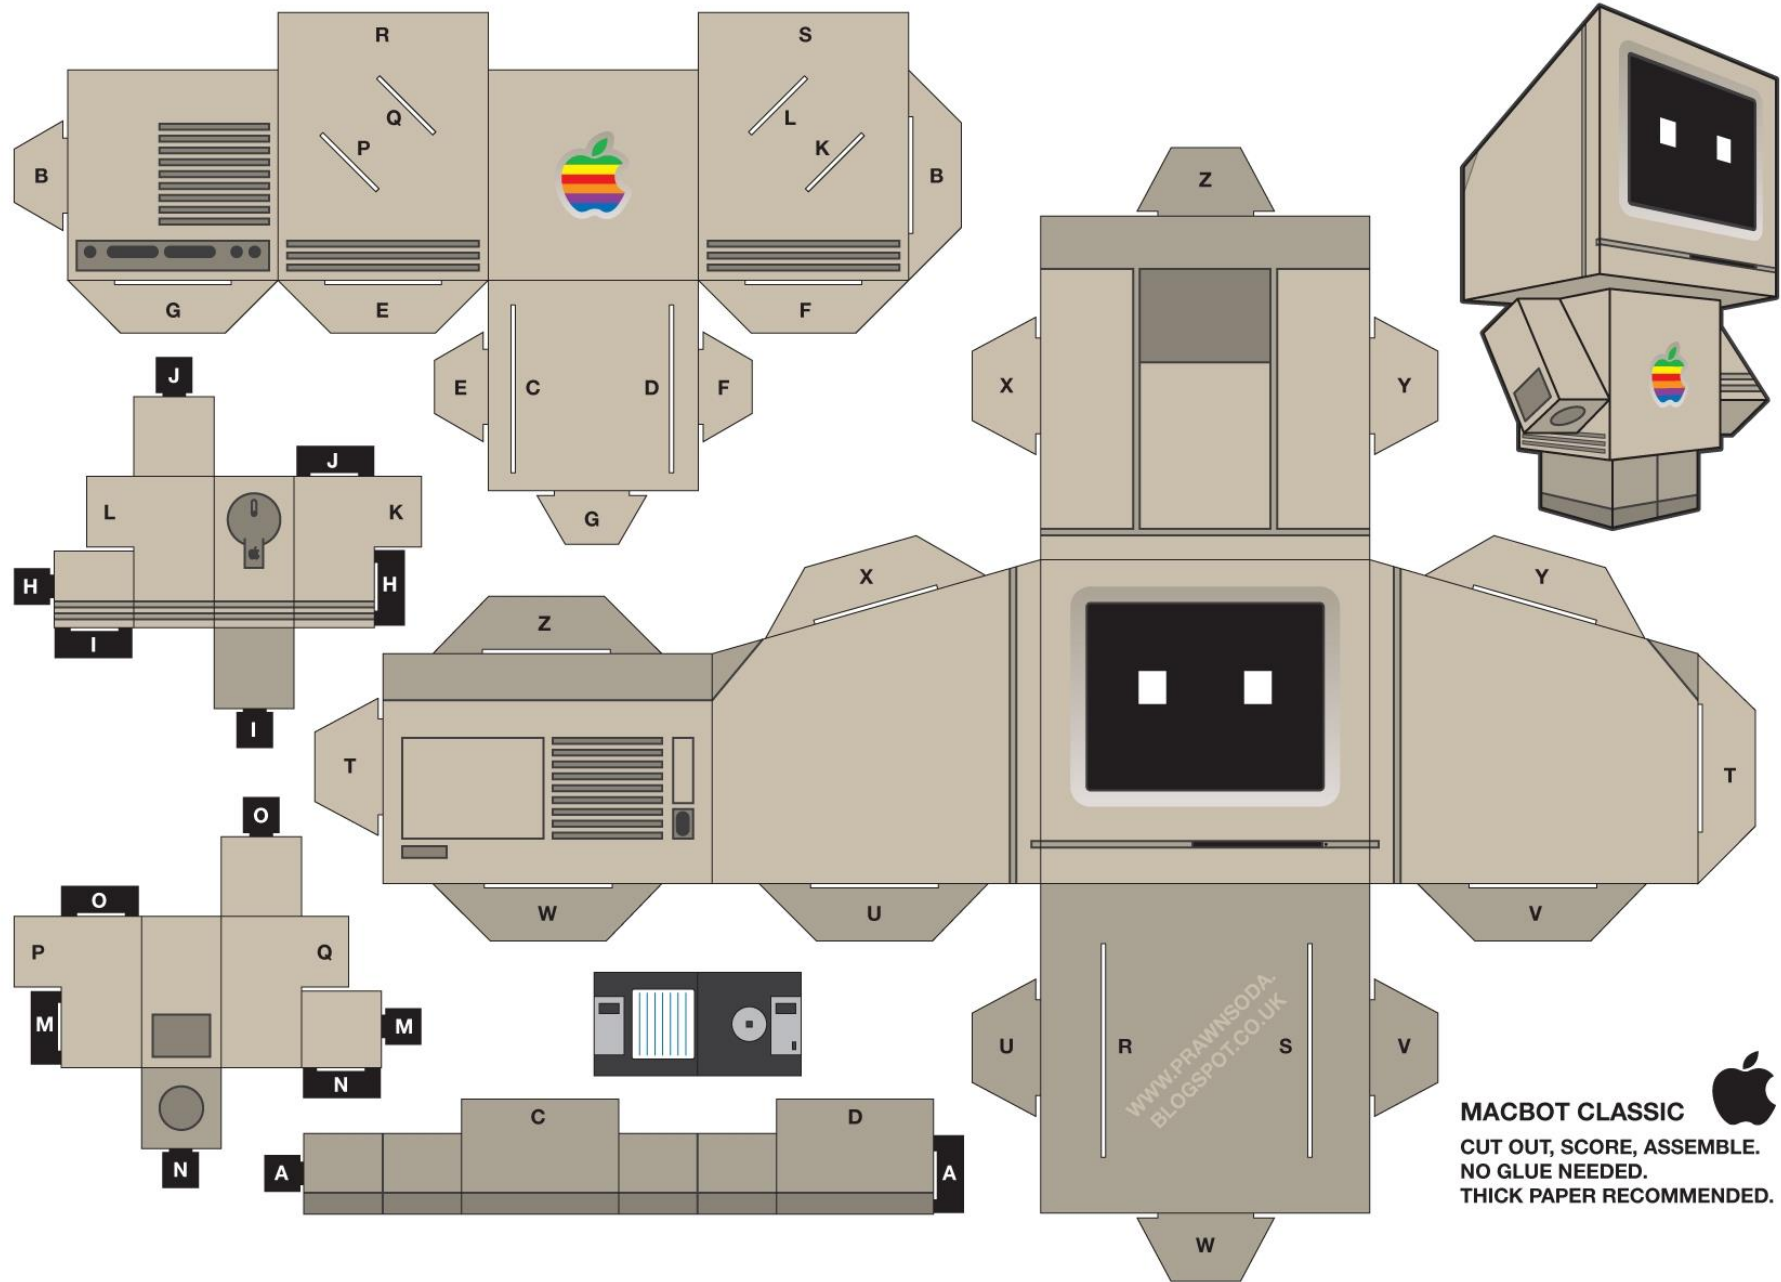 R
S
Q
L
P
K
B
B
G
E
F
J
E
C
D
F
J
L
K
G
H
H
I
I
Z
X
Y
X
Y
Z
T
T
O
O
W
U
V
P
Q
M
M
N
N
WWW.PRAWNSODA.
BLOGSPOT.CO.UK
U
R
S
V
C
D
A
A
W
MACBOT CLASSIC
CUT OUT, SCORE, ASSEMBLE.
NO GLUE NEEDED.
THICK PAPER RECOMMENDED.